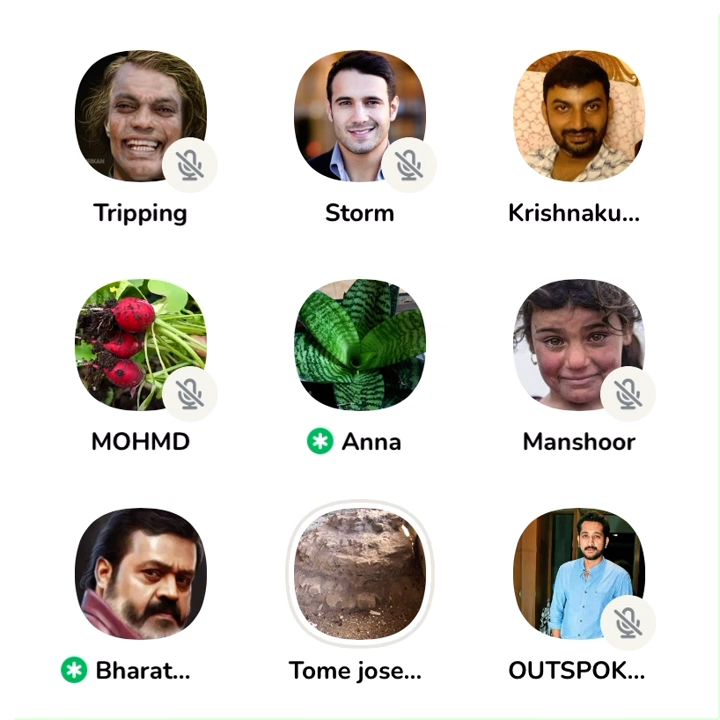 Tripping
Storm
Krishnaku...
MOHMD
Anna
Manshoor
Bharat...
Tome jose...
OUTSPOK...